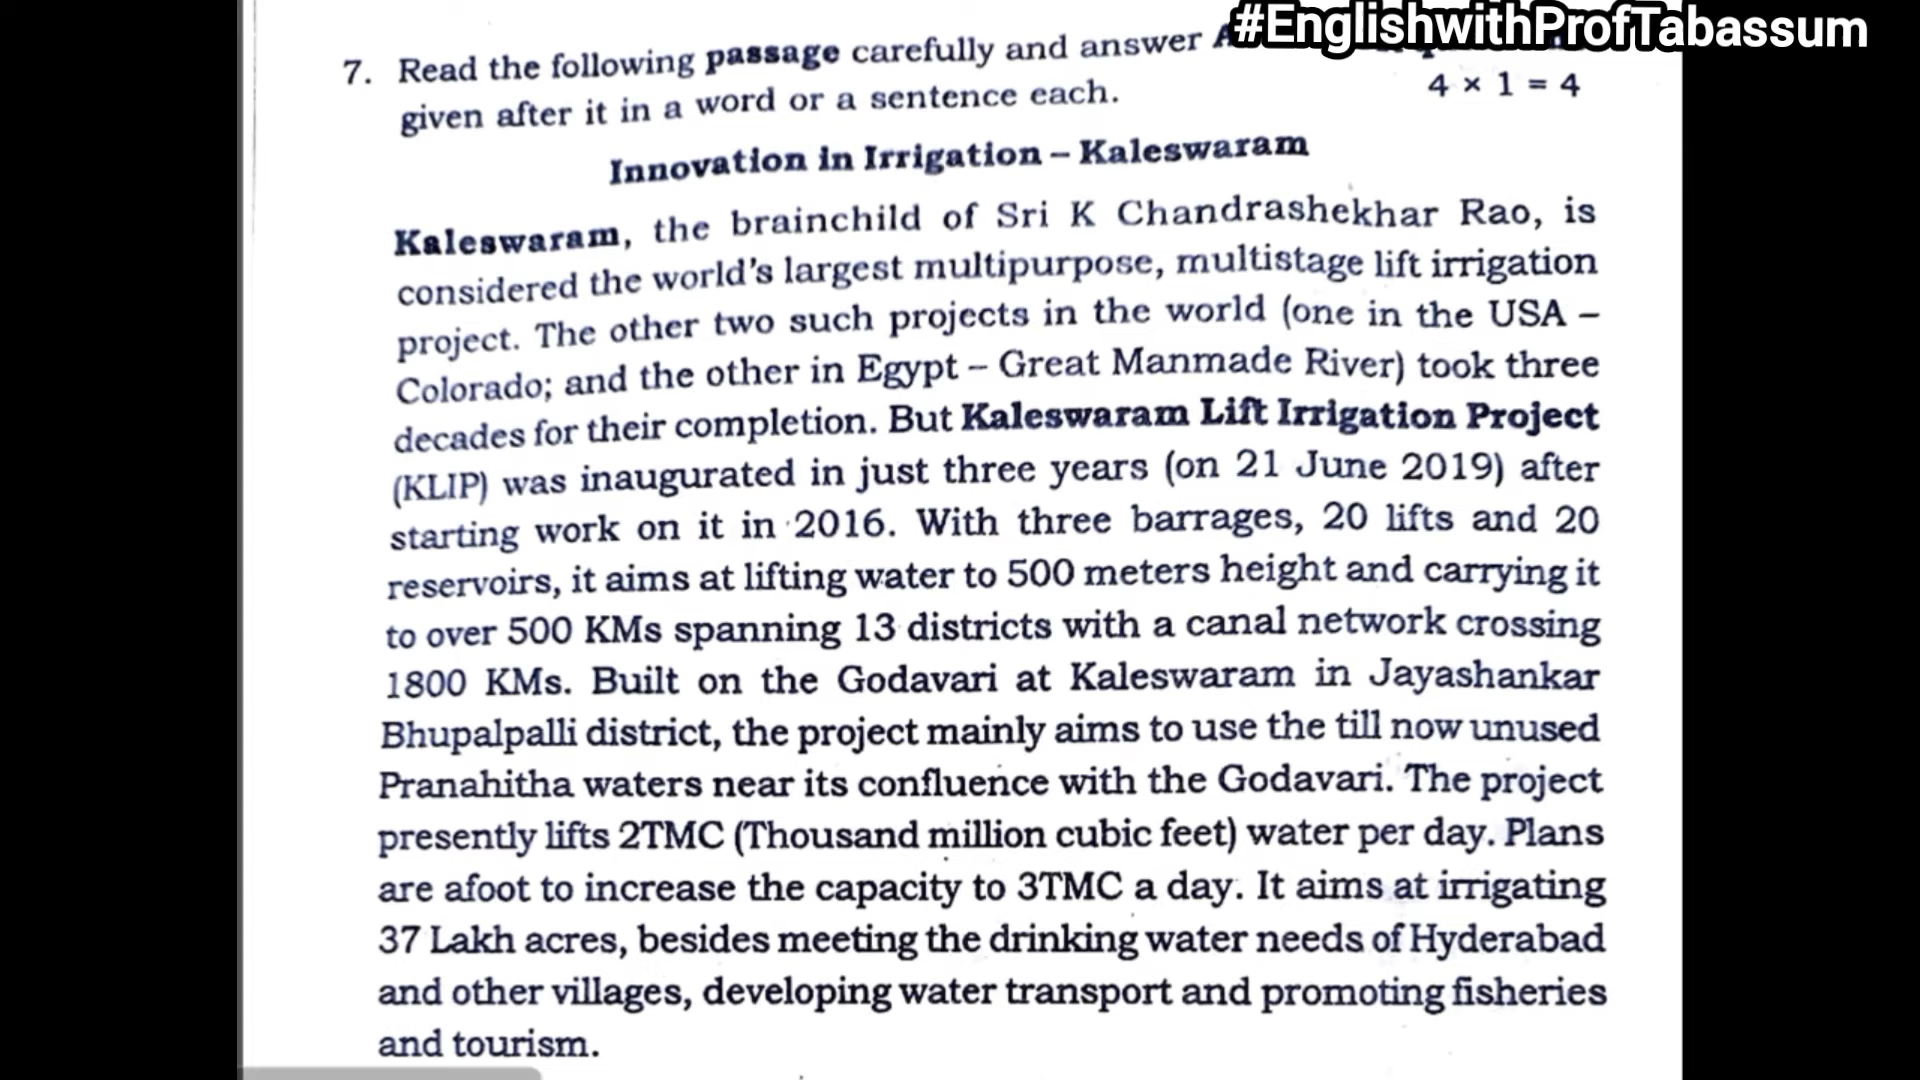 #EnglishwithProfTabassum
7. Read the following passage carefully and answer
given after it in a word or a sentence each.
4 × 1 = 4
Innovation in Irrigation – Kaleswaram
Kaleswaram, the brainchild of Sri K Chandrashekhar Rao, is
considered the world's largest multipurpose, multistage lift irrigation
project. The other two such projects in the world (one in the USA –
Colorado; and the other in Egypt – Great Manmade River) took three
decades for their completion. But Kaleswaram Lift Irrigation Project
(KLIP) was inaugurated in just three years (on 21 June 2019) after
starting work on it in 2016. With three barrages, 20 lifts and 20
reservoirs, it aims at lifting water to 500 meters height and carrying it
to over 500 KMs spanning 13 districts with a canal network crossing
1800 KMs. Built on the Godavari at Kaleswaram in Jayashankar
Bhupalpalli district, the project mainly aims to use the till now unused
Pranahitha waters near its confluence with the Godavari. The project
presently lifts 2TMC (Thousand million cubic feet) water per day. Plans
are afoot to increase the capacity to 3TMC a day. It aims at irrigating
37 Lakh acres, besides meeting the drinking water needs of Hyderabad
and other villages, developing water transport and promoting fisheries
and tourism.